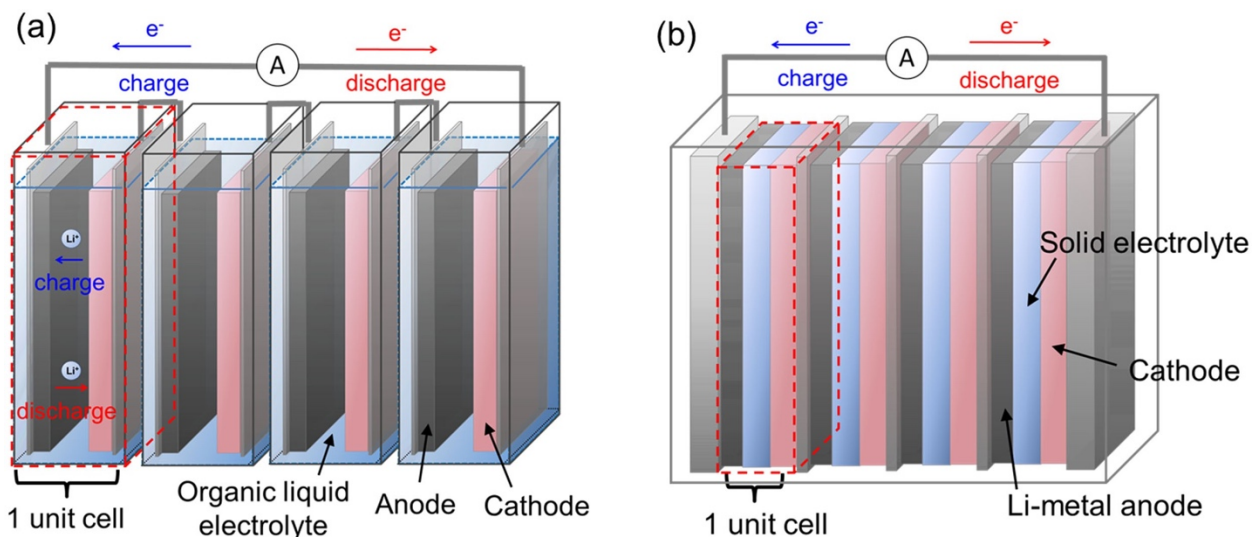 (a)
e-
A
e-
charge
discharge
Li+
charge
Li+
discharge
1 unit cell
Organic liquid
electrolyte
Anode
Cathode
(b)
e-
A
e-
charge
discharge
Solid electrolyte
Cathode
Li-metal anode
1 unit cell